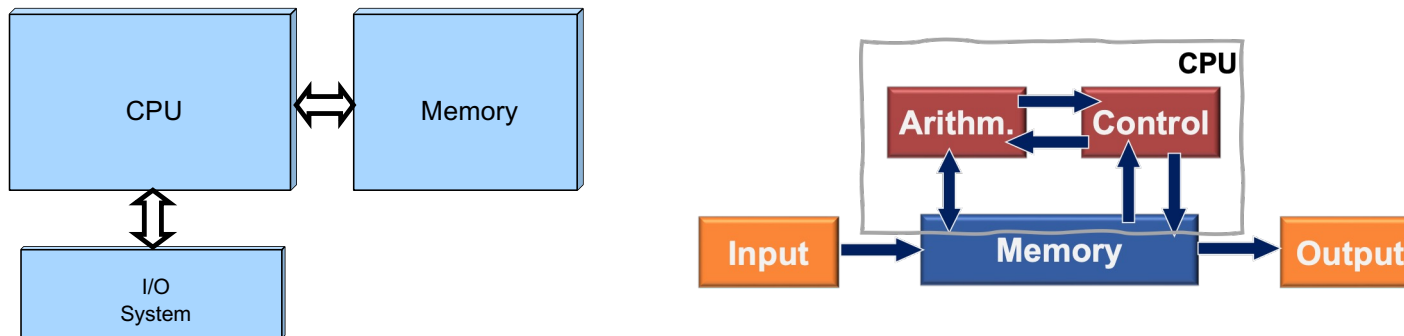 CPU
Memory
I/O
System
CPU
Arithm.
Control
Input
Memory
Output